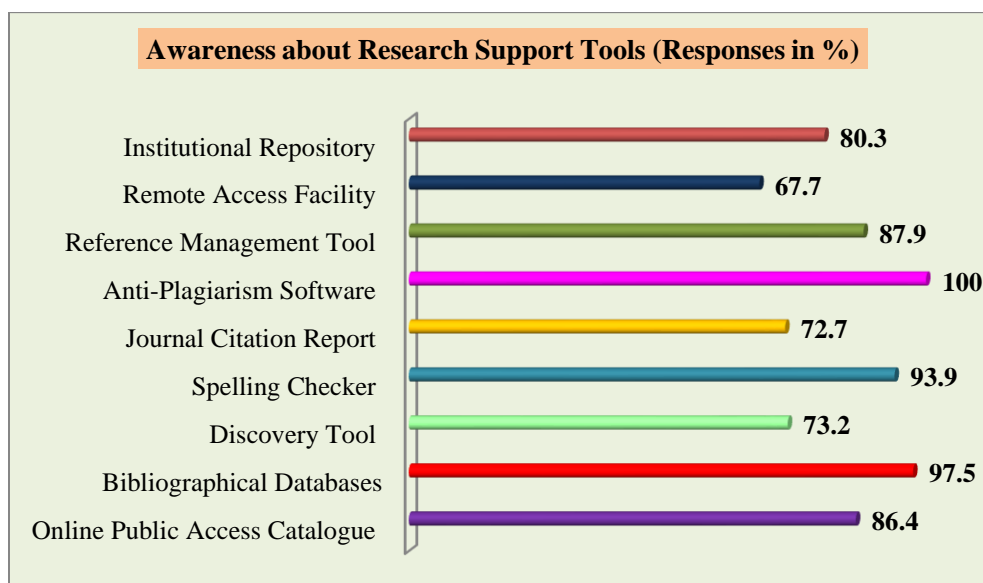 Awareness about Research Support Tools (Responses in %)
Institutional Repository 80.3
Remote Access Facility 67.7
Reference Management Tool 87.9
Anti-Plagiarism Software 100
Journal Citation Report 72.7
Spelling Checker 93.9
Discovery Tool 73.2
Bibliographical Databases 97.5
Online Public Access Catalogue 86.4